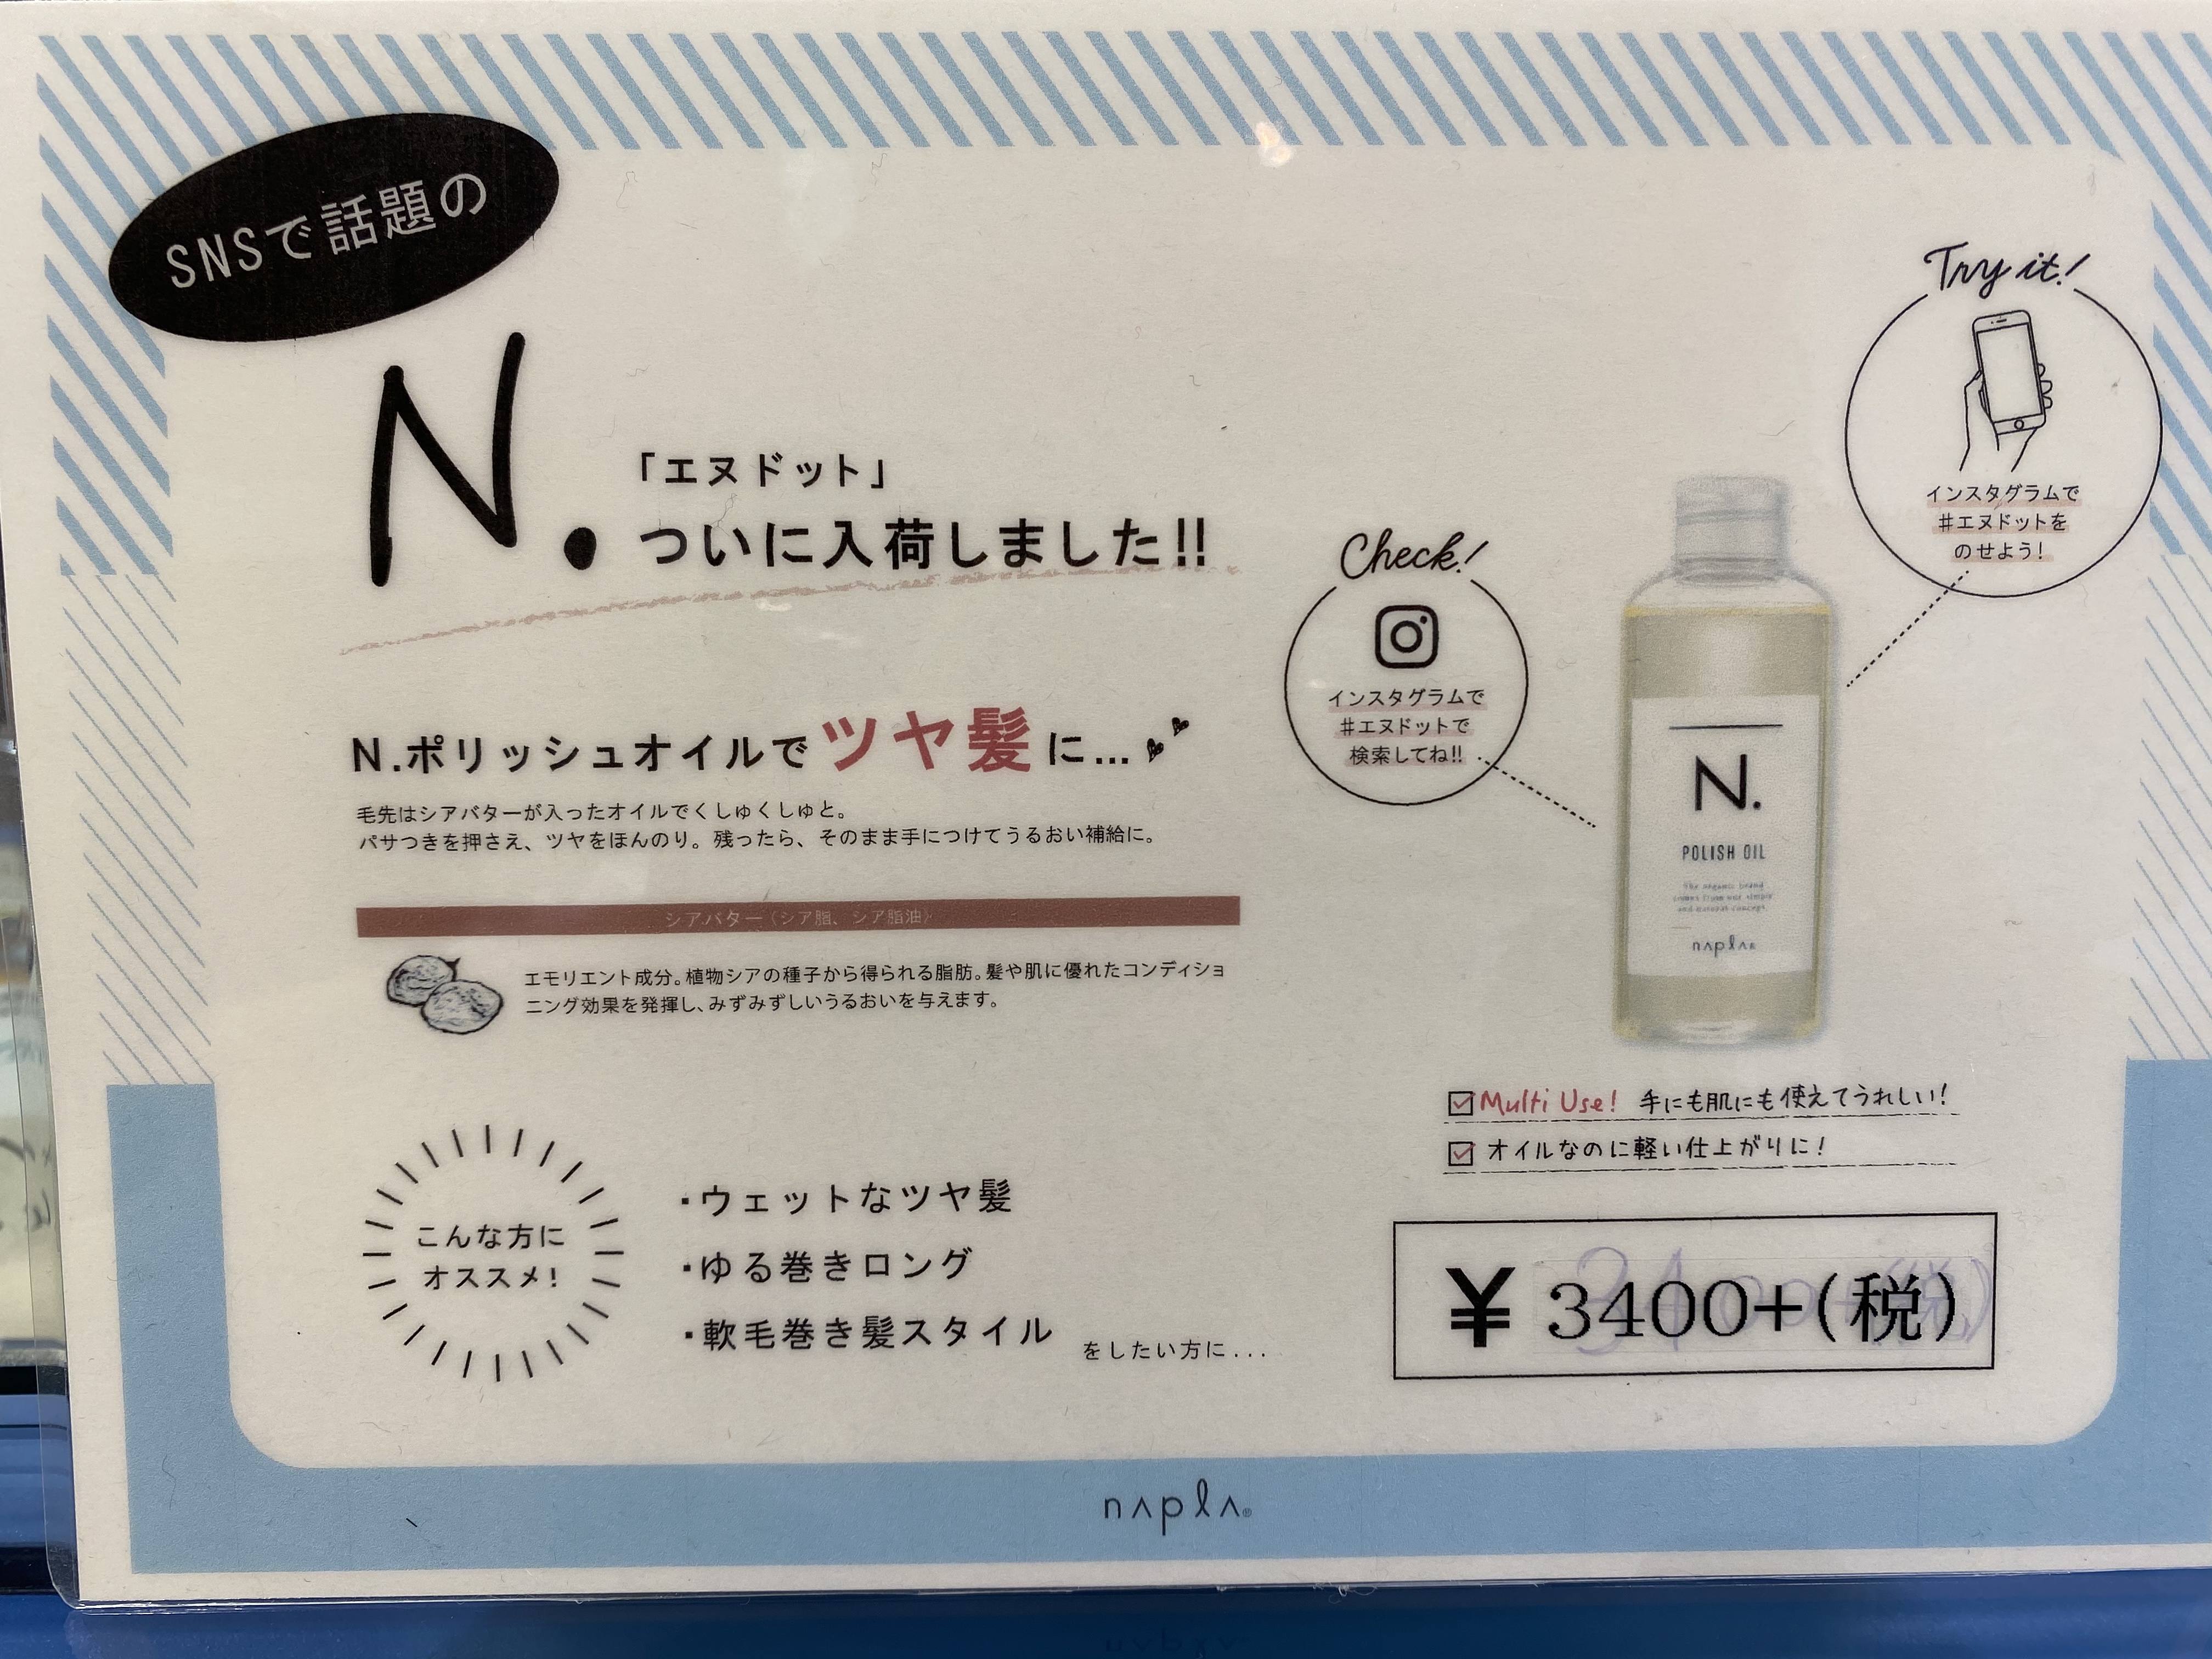 SNSで話題の
N.
「エヌドット」
ついに入荷しました!!
N.ポリッシュオイルでツヤ髪に...
毛先はシアバターが入ったオイルでくしゅくしゅと。
パサつきを押さえ、ツヤをほんのり。残ったら、そのまま手につけてうるおい補給に。
シアバター(シア脂、シア脂油)
エモリエント成分。植物シアの種子から得られる脂肪。髪や肌に優れたコンディショ
ニング効果を発揮し、みずみずしいうるおいを与えます。
こんな方に
オススメ!
・ウェットなツヤ髪
・ゆる巻きロング
・軟毛巻き髪スタイル
をしたい方に...
Check!
インスタグラムで
#エヌドットで
検索してね!!
Try it!
インスタグラムで
#エヌドットを
のせよう!
N.
POLISH OIL
napla
Multi Use! 手にも肌にも使えてうれしい!
オイルなのに軽い仕上がりに!
¥3400+(税)
napla®